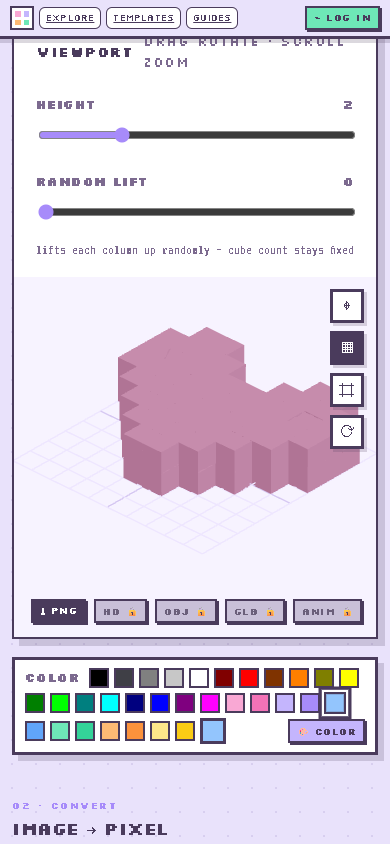 EXPLORE TEMPLATES GUIDES ~ LOG IN
VIEWPORT DRAG ROTATE · SCROLL
ZOOM
HEIGHT 2
RANDOM LIFT 0
lifts each column up randomly – cube count stays fixed
↓ PNG HD 🔒 OBJ 🔒 GLB 🔒 ANIM 🔒
COLOR
COLOR
02 · CONVERT
IMAGE → PIXEL